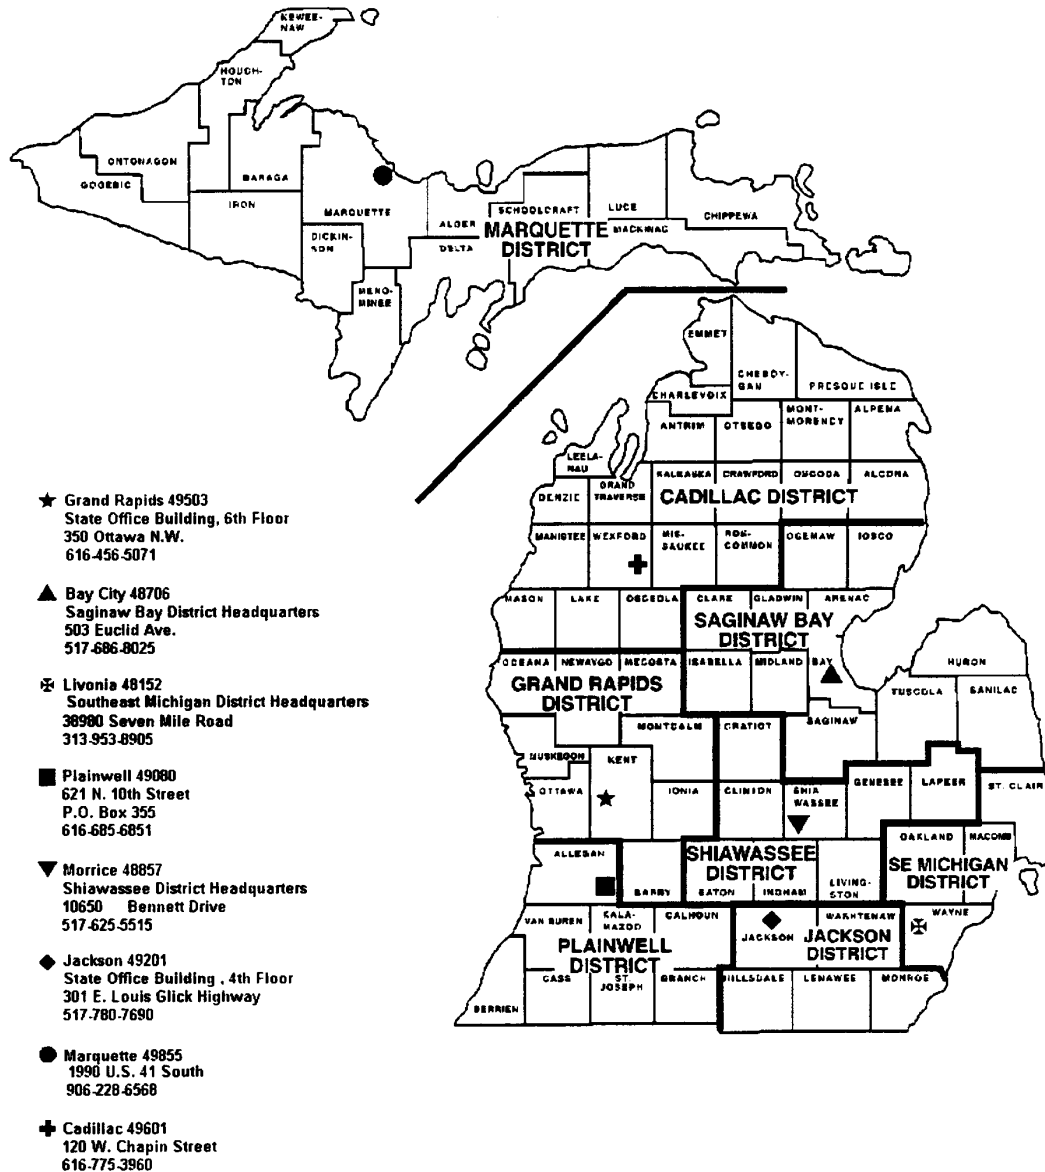 KEWEE-
NAW
HOUGH-
TON
ONTONAGON
GOGEBIC
BARAGA
IRON
MARQUETTE
DICKIN-
SON
MENO-
MINEE
ALGER
DELTA
SCHOOLCRAFT
LUCE
MACKINAC
CHIPPEWA
MARQUETTE
DISTRICT
EMMET
CHEBOY-
GAN
PRESQUE ISLE
CHARLEVOIX
ANTRIM
OTSEGO
MONT-
MORENCY
ALPENA
LEELA-
NAU
BENZIE
GRAND
TRAVERSE
KALKASKA
CRAWFORD
OSCODA
ALCONA
CADILLAC DISTRICT
MANISTEE
WEXFORD
MIS-
SAUKEE
ROS-
COMMON
OGEMAW
IOSCO
MASON
LAKE
OSCEOLA
CLARE
GLADWIN
ARENAC
SAGINAW BAY
DISTRICT
OCEANA
NEWAYGO
MECOSTA
ISABELLA
MIDLAND
BAY
HURON
GRAND RAPIDS
DISTRICT
TUSCOLA
SANILAC
MONTCALM
GRATIOT
SAGINAW
MUSKEGON
KENT
OTTAWA
IONIA
CLINTON
SHIA
WASSEE
GENESEE
LAPEER
ST. CLAIR
ALLEGAN
BARRY
EATON
INGHAM
LIVING-
STON
OAKLAND
MACOMB
SHIAWASSEE
DISTRICT
SE MICHIGAN
DISTRICT
VAN BUREN
KALA-
MAZOO
CALHOUN
JACKSON
WASHTENAW
WAYNE
PLAINWELL
DISTRICT
JACKSON
DISTRICT
BERRIEN
CASS
ST
JOSEPH
BRANCH
HILLSDALE
LENAWEE
MONROE
Grand Rapids 49503
State Office Building, 6th Floor
350 Ottawa N.W.
616-456-5071
Bay City 48706
Saginaw Bay District Headquarters
503 Euclid Ave.
517-686-8025
Livonia 48152
Southeast Michigan District Headquarters
38980 Seven Mile Road
313-953-8905
Plainwell 49080
621 N. 10th Street
P.O. Box 355
616-685-6851
Morrice 48857
Shiawassee District Headquarters
10650 Bennett Drive
517-625-5515
Jackson 49201
State Office Building , 4th Floor
301 E. Louis Glick Highway
517-780-7690
Marquette 49855
1990 U.S. 41 South
906-228-6568
Cadillac 49601
120 W. Chapin Street
616-775-3960